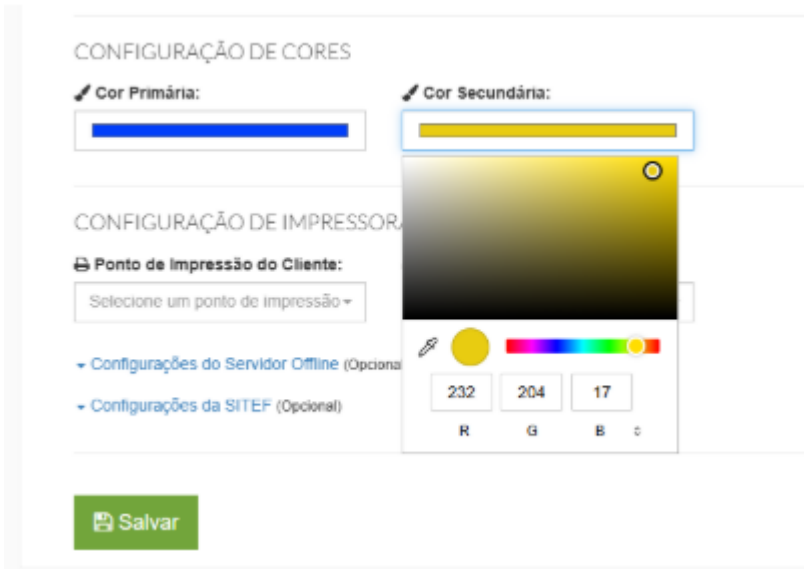 CONFIGURAÇÃO DE CORES
Cor Primária:
Cor Secundária:
CONFIGURAÇÃO DE IMPRESSORA
Ponto de Impressão do Cliente:
Selecione um ponto de impressão
Configurações do Servidor Offline (Opciona
Configurações da SITEF (Opcional)
232 204 17
R G B
Salvar